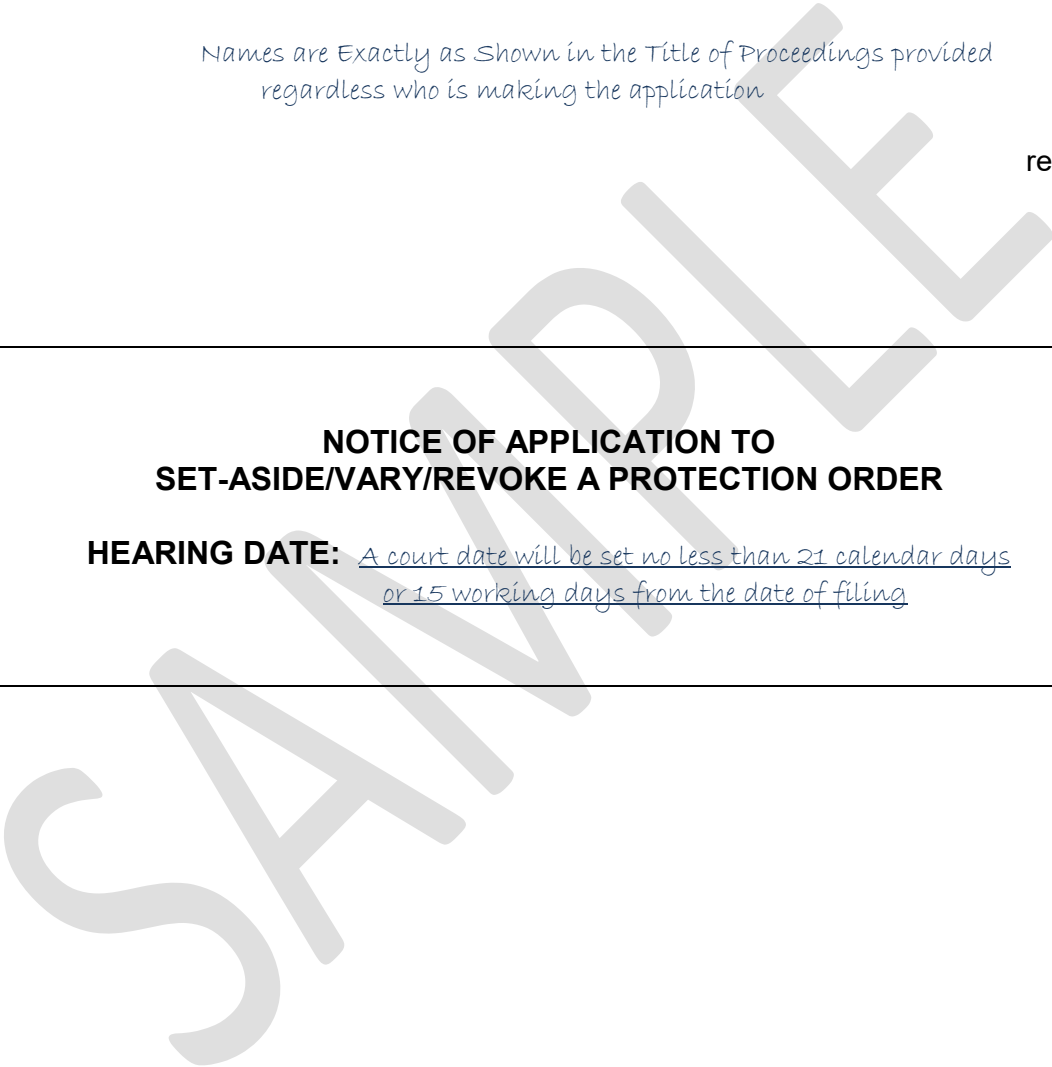 Names are Exactly as Shown in the Title of Proceedings provided
regardless who is making the application
re
NOTICE OF APPLICATION TO
SET-ASIDE/VARY/REVOKE A PROTECTION ORDER
HEARING DATE: A court date will be set no less than 21 calendar days
or 15 working days from the date of filing
SAMPLE